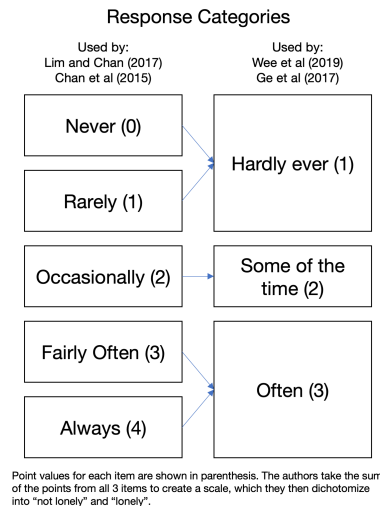 Response Categories
Used by:
Lim and Chan (2017)
Chan et al (2015)
Used by:
Wee et al (2019)
Ge et al (2017)
Never (0)
Rarely (1)
Hardly ever (1)
Occasionally (2)
Some of the
time (2)
Fairly Often (3)
Always (4)
Often (3)
Point values for each item are shown in parenthesis. The authors take the sum
of the points from all 3 items to create a scale, which they then dichotomize
into “not lonely” and “lonely”.